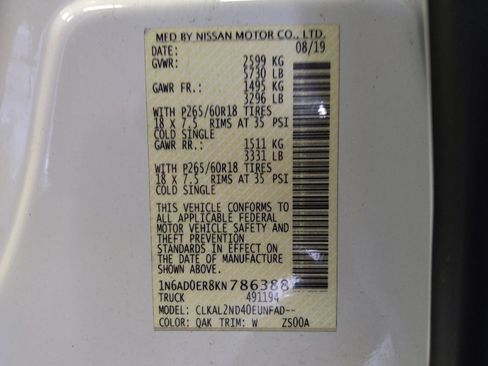 MFD BY NISSAN MOTOR CO., LTD.
DATE: 08/19
GVWR: 2599 KG
5730 LB
GAWR FR.: 1495 KG
3296 LB
WITH P265/60R18 TIRES
18 X 7.5 RIMS AT 35 PSI
COLD SINGLE
GAWR RR.: 1511 KG
3331 LB
WITH P265/60R18 TIRES
18 X 7.5 RIMS AT 35 PSI
COLD SINGLE
THIS VEHICLE CONFORMS TO
ALL APPLICABLE FEDERAL
MOTOR VEHICLE SAFETY AND
THEFT PREVENTION
STANDARDS IN EFFECT ON
THE DATE OF MANUFACTURE
SHOWN ABOVE.
1N6AD0ER8KN786388
TRUCK 491194
MODEL: CLKAL2ND40EUNFAD--
COLOR: QAK TRIM: W ZS00A